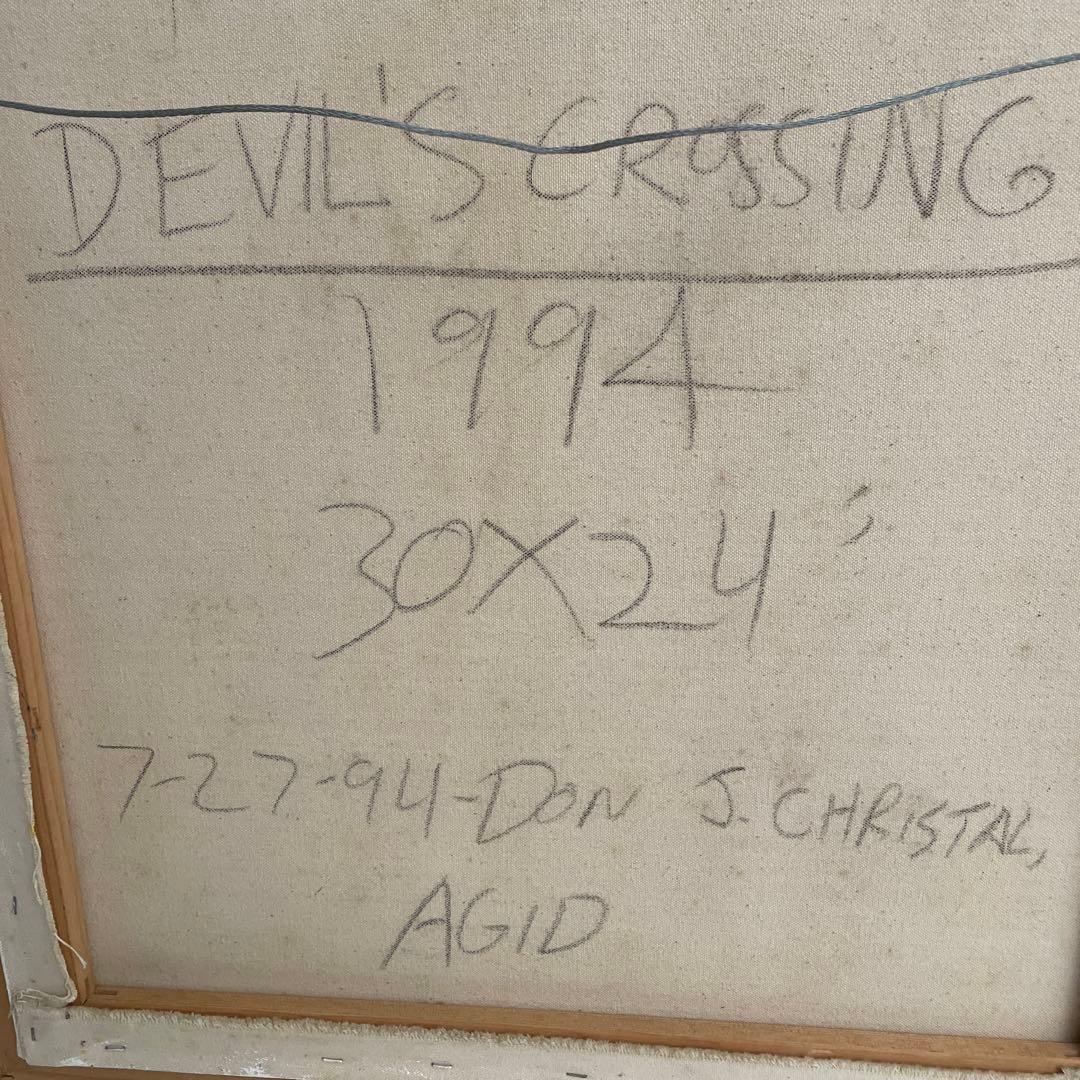 DEVIL'S CROSSING
1994
30X24"
7-27-94-DON J. CHRISTAL,
AGID